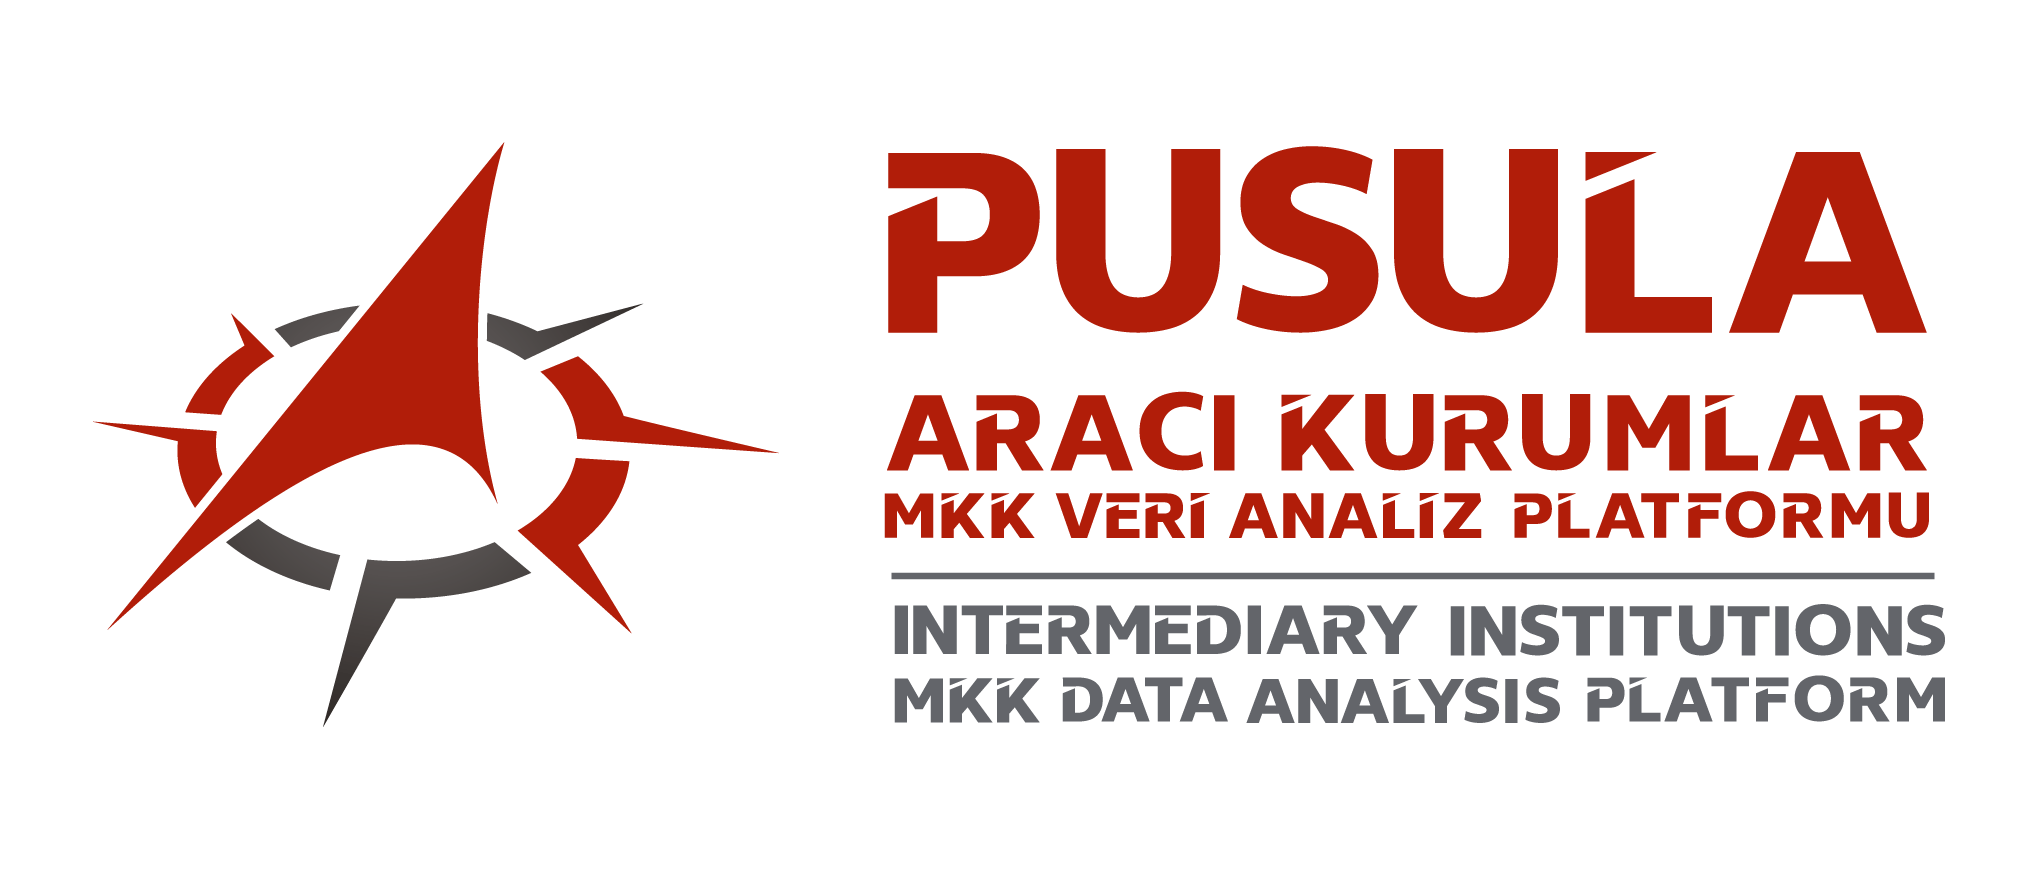 PUSULA
ARACI KURUMLAR
MKK VERİ ANALİZ PLATFORMU
INTERMEDIARY INSTITUTIONS
MKK DATA ANALYSIS PLATFORM